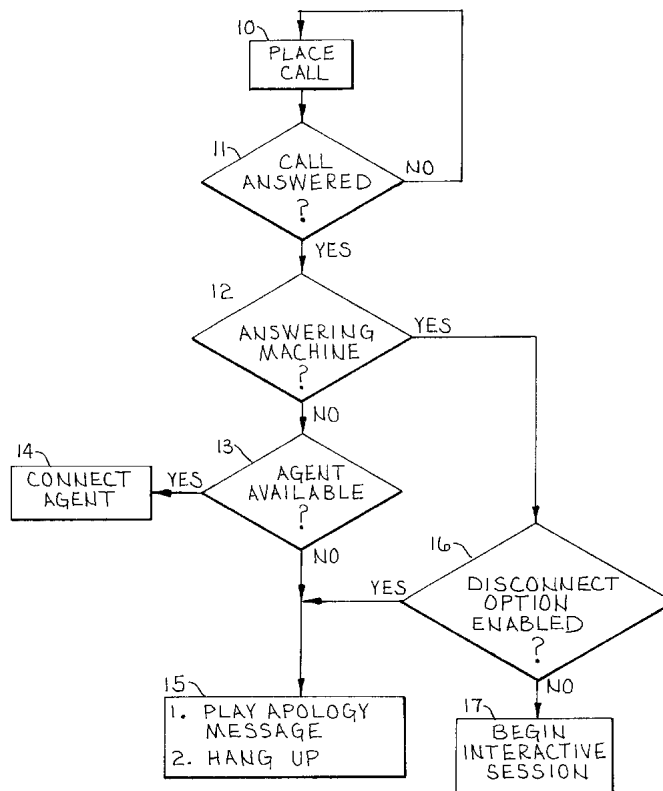 10
PLACE
CALL
11
CALL
ANSWERED
?
NO
YES
12
ANSWERING
MACHINE
?
YES
NO
13
AGENT
AVAILABLE
?
YES
14
CONNECT
AGENT
NO
16
DISCONNECT
OPTION
ENABLED
?
YES
NO
15
1. PLAY APOLOGY
MESSAGE
2. HANG UP
17
BEGIN
INTERACTIVE
SESSION